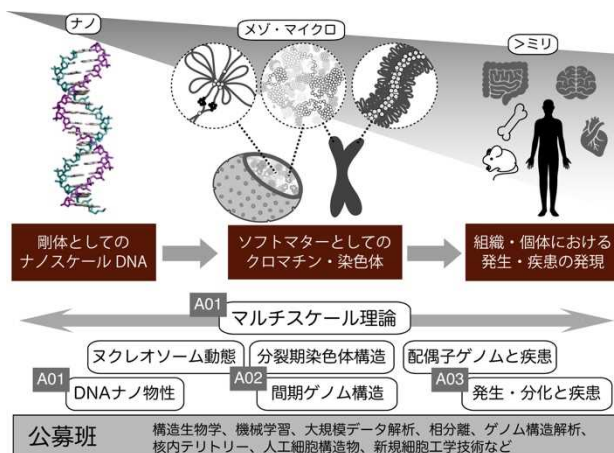 ナノ
メゾ・マイクロ
>ミリ
剛体としての
ナノスケール DNA
ソフトマターとしての
クロマチン・染色体
組織・個体における
発生・疾患の発現
A01
マルチスケール理論
ヌクレオソーム動態
分裂期染色体構造
配偶子ゲノムと疾患
A01
DNAナノ物性
A02
間期ゲノム構造
A03
発生・分化と疾患
公募班
構造生物学、機械学習、大規模データ解析、相分離、ゲノム構造解析、
核内テリトリー、人工細胞構造物、新規細胞工学技術など